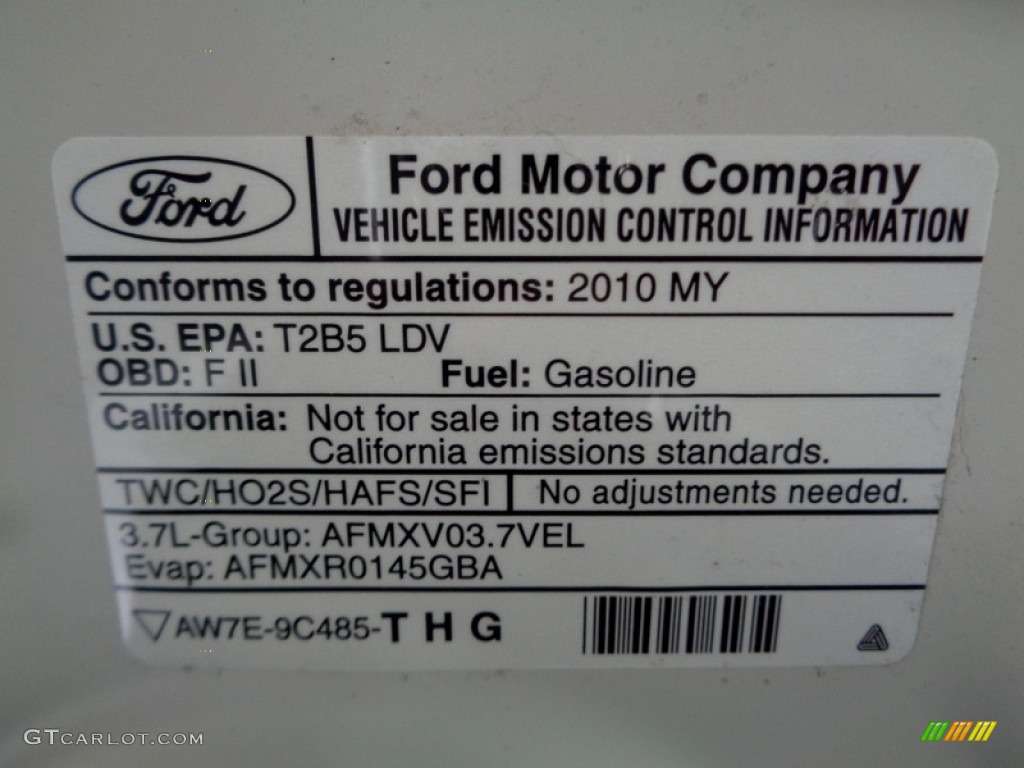 Ford
Ford Motor Company
VEHICLE EMISSION CONTROL INFORMATION
Conforms to regulations: 2010 MY
U.S. EPA: T2B5 LDV
OBD: F II Fuel: Gasoline
California: Not for sale in states with
California emissions standards.
TWC/HO2S/HAFS/SFI No adjustments needed.
3.7L-Group: AFMXV03.7VEL
Evap: AFMXR0145GBA
AW7E-9C485-T H G
GTCARLOT.COM